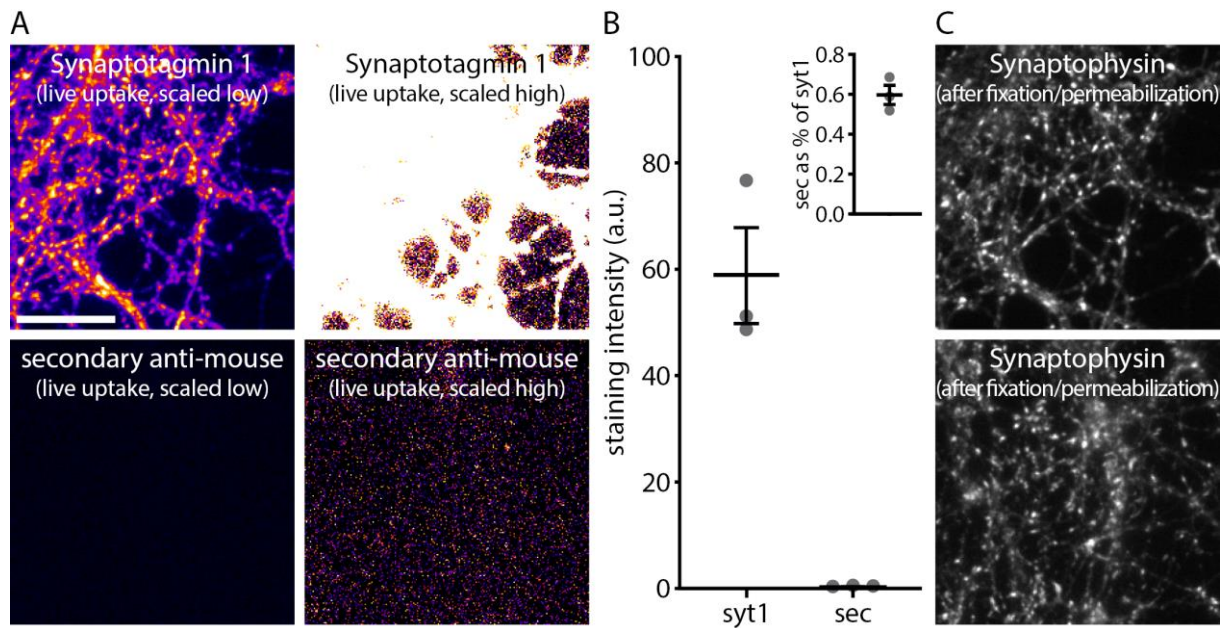 A
Synaptotagmin 1
(live uptake, scaled low)
Synaptotagmin 1
(live uptake, scaled high)
secondary anti-mouse
(live uptake, scaled low)
secondary anti-mouse
(live uptake, scaled high)
B
staining intensity (a.u.)
100
80
60
40
20
0
syt1
sec
sec as % of syt1
0.8
0.6
0.4
0.2
0.0
C
Synaptophysin
(after fixation/permeabilization)
Synaptophysin
(after fixation/permeabilization)